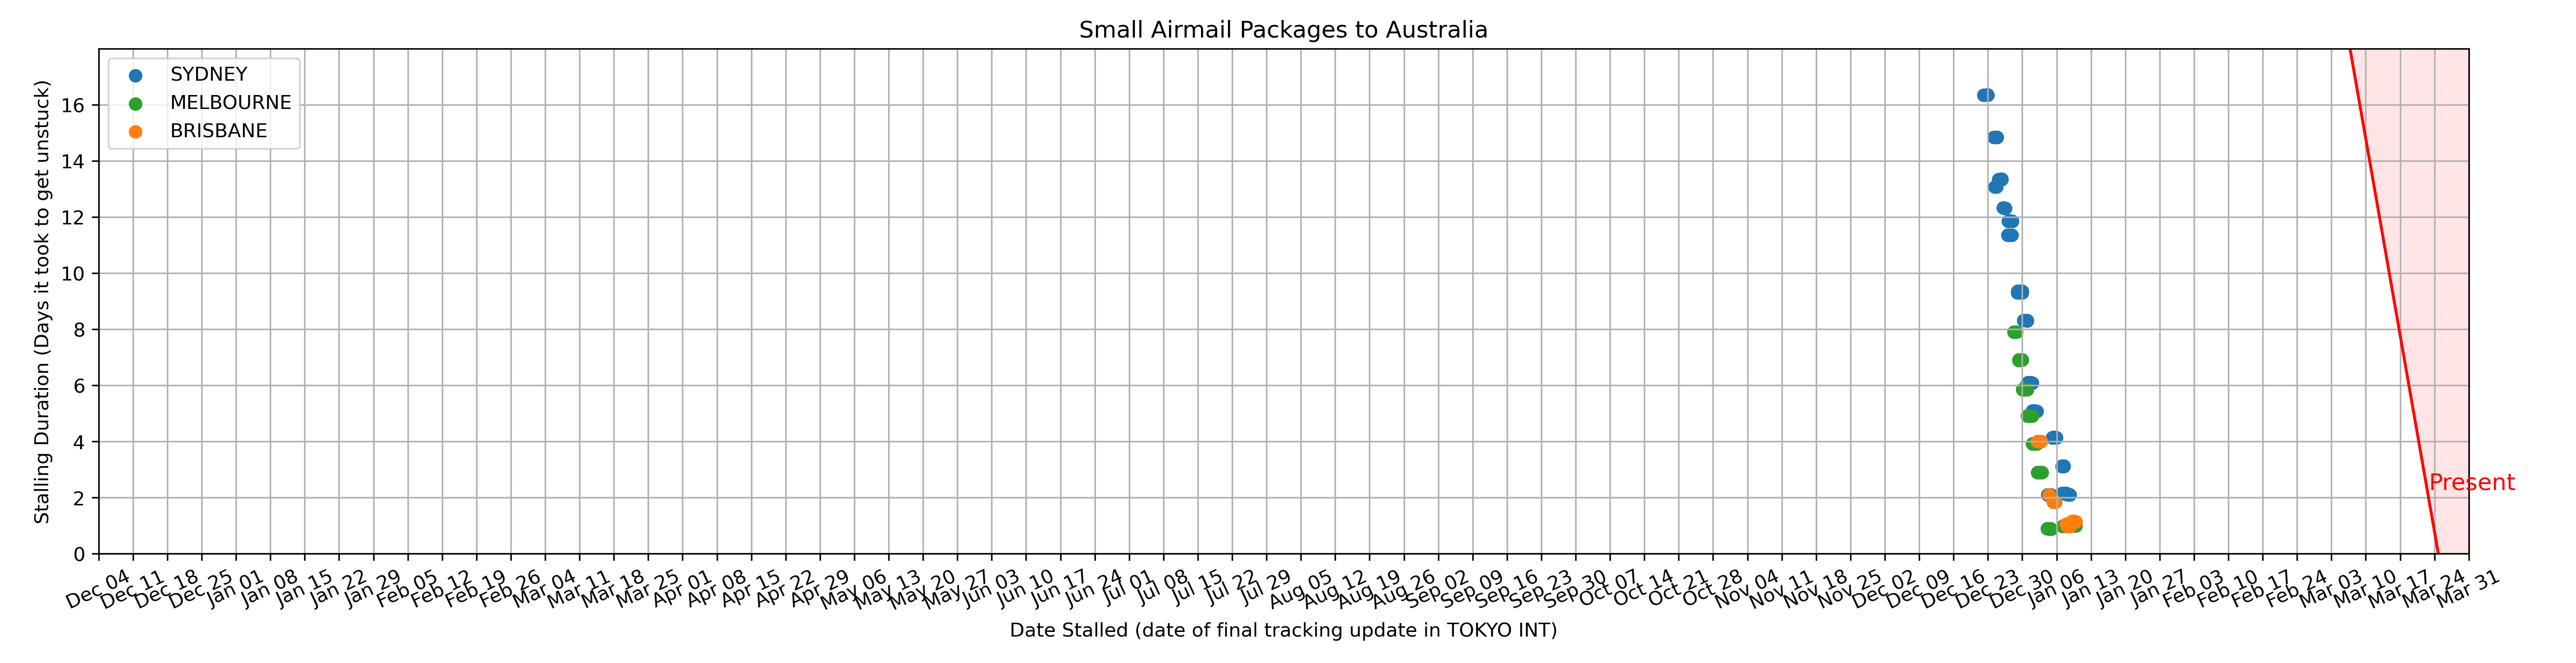 Small Airmail Packages to Australia
SYDNEY
MELBOURNE
BRISBANE
Stalling Duration (Days it took to get unstuck)
16
14
12
10
8
6
4
2
0
Present
Dec 04 Dec 11 Dec 18 Dec 25 Jan 01 Jan 08 Jan 15 Jan 22 Jan 29 Feb 05 Feb 12 Feb 19 Feb 26 Mar 04 Mar 11 Mar 18 Mar 25 Apr 01 Apr 08 Apr 15 Apr 22 Apr 29 May 06 May 13 May 20 May 27 Jun 03 Jun 10 Jun 17 Jun 24 Jul 01 Jul 08 Jul 15 Jul 22 Jul 29 Aug 05 Aug 12 Aug 19 Aug 26 Sep 02 Sep 09 Sep 16 Sep 23 Sep 30 Oct 07 Oct 14 Oct 21 Oct 28 Nov 04 Nov 11 Nov 18 Nov 25 Dec 02 Dec 09 Dec 16 Dec 23 Dec 30 Jan 06 Jan 13 Jan 20 Jan 27 Feb 03 Feb 10 Feb 17 Feb 24 Mar 03 Mar 10 Mar 17 Mar 24 Mar 31
Date Stalled (date of final tracking update in TOKYO INT)